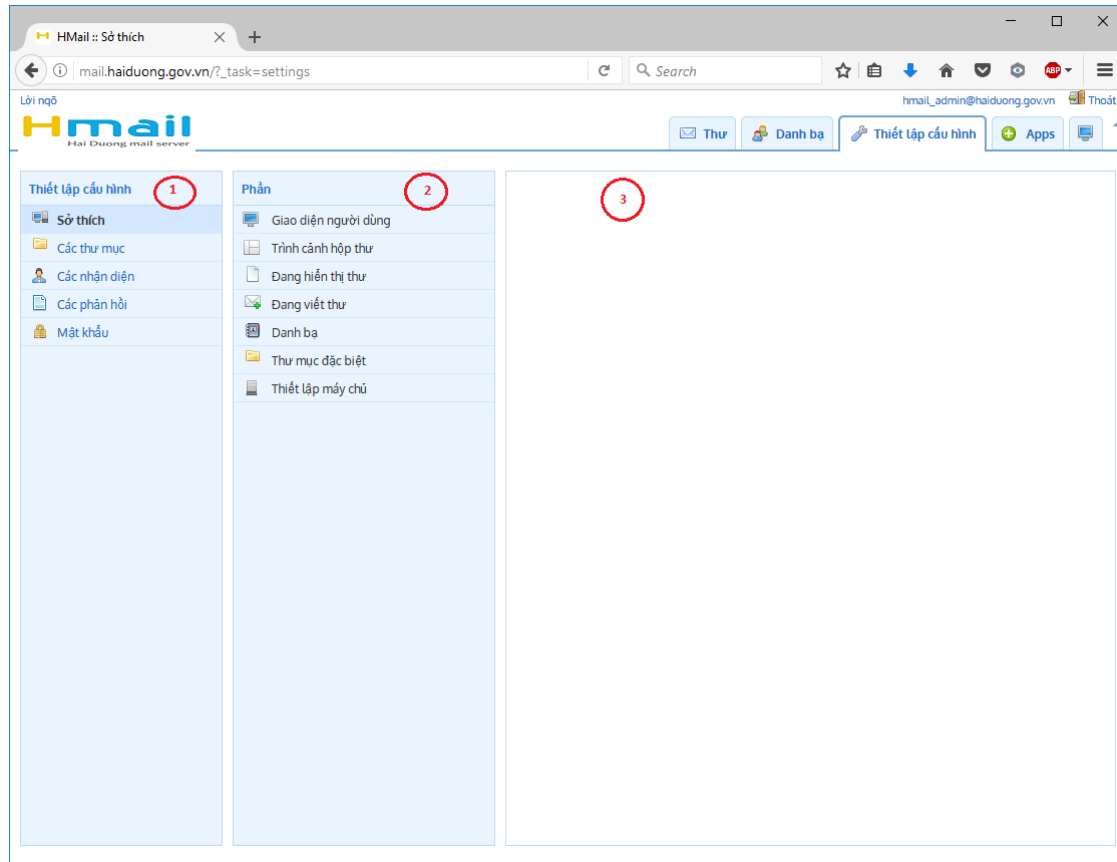 HMail :: Sở thích
mail.haiduong.gov.vn/?_task=settings
Search
ABP
Lời ngõ
hmail_admin@haiduong.gov.vn Thoát
Hmail
Hai Duong mail server
Thư
Danh bạ
Thiết lập cấu hình
Apps
Thiết lập cấu hình
1
Sở thích
Các thư mục
Các nhận diện
Các phản hồi
Mật khẩu
Phần
2
Giao diện người dùng
Trình cảnh hộp thư
Đang hiển thị thư
Đang viết thư
Danh bạ
Thư mục đặc biệt
Thiết lập máy chủ
3